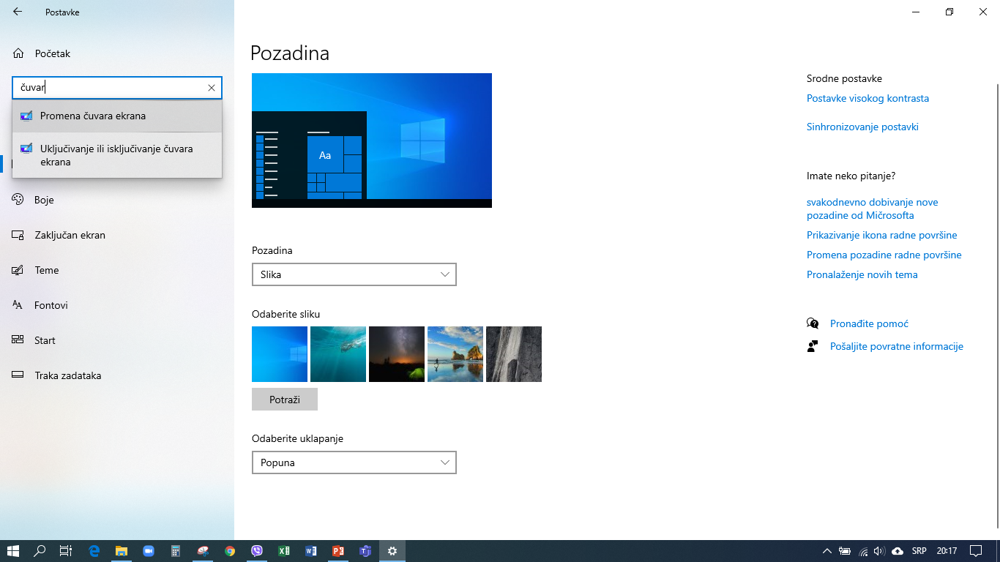 Postavke
Početak
čuvar
Promena čuvara ekrana
Uključivanje ili isključivanje čuvara
ekrana
Boje
Zaključan ekran
Teme
Fontovi
Start
Traka zadataka
Pozadina
Aa
Pozadina
Slika
Odaberite sliku
Potraži
Odaberite uklapanje
Popuna
Srodne postavke
Postavke visokog kontrasta
Sinhronizovanje postavki
Imate neko pitanje?
svakodnevno dobivanje nove
pozadine od Mičrosofta
Prikazivanje ikona radne površine
Promena pozadine radne površine
Pronalaženje novih tema
Pronađite pomoć
Pošaljite povratne informacije
SRP
20:17